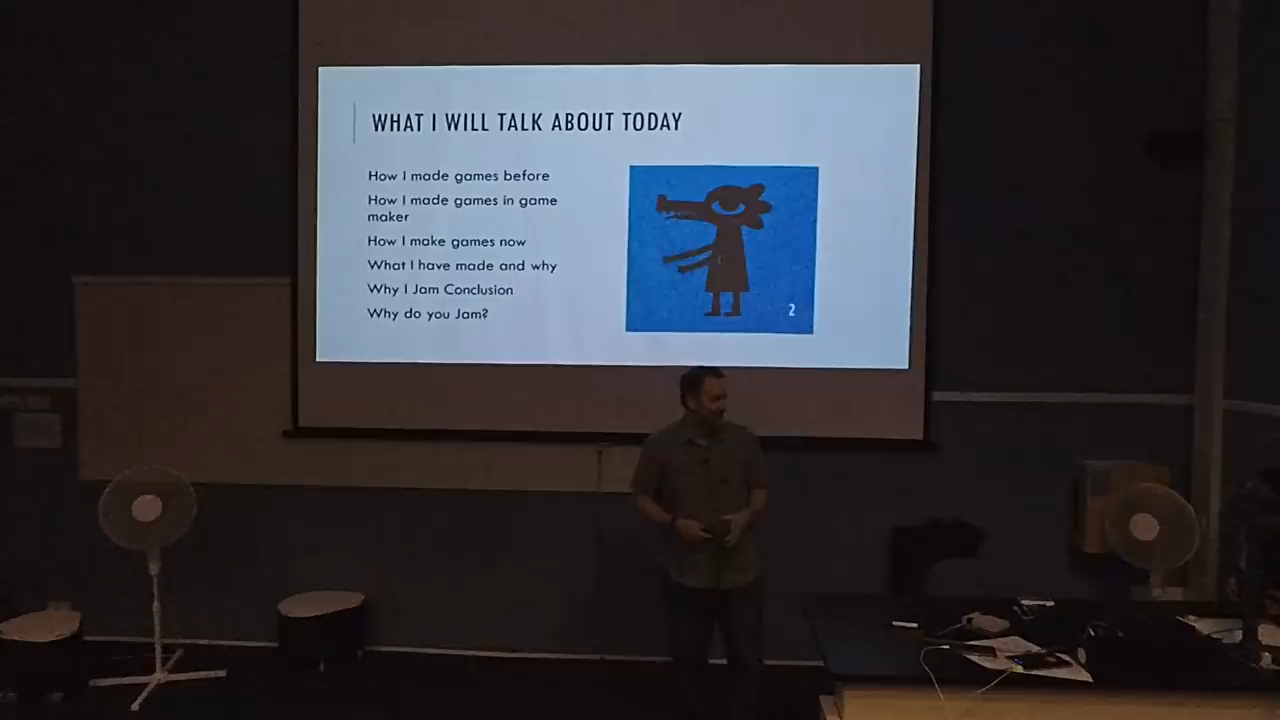 WHAT I WILL TALK ABOUT TODAY
How I made games before
How I made games in game
maker
How I make games now
What I have made and why
Why I Jam Conclusion
Why do you Jam?
2